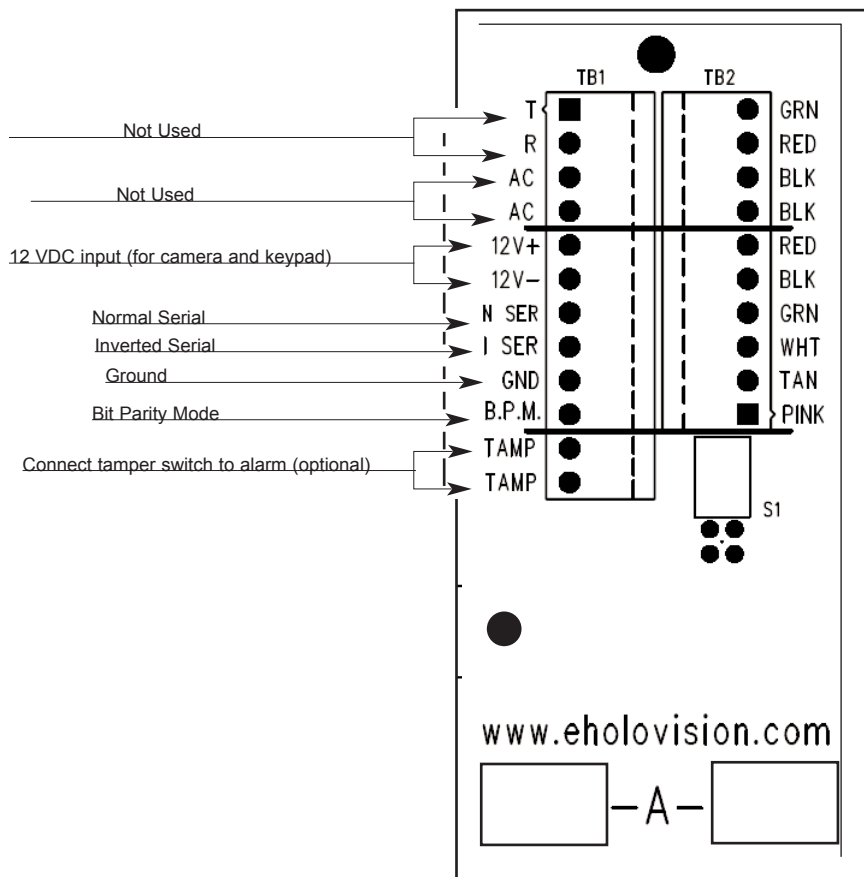 TB1 TB2
T GRN
Not Used
R RED
AC BLK
Not Used
AC BLK
12V+ RED
12 VDC input (for camera and keypad)
12V- BLK
Normal Serial N SER GRN
Inverted Serial I SER WHT
Ground GND TAN
Bit Parity Mode B.P.M. PINK
TAMP
Connect tamper switch to alarm (optional)
TAMP
S1
www.eholovision.com
-A-